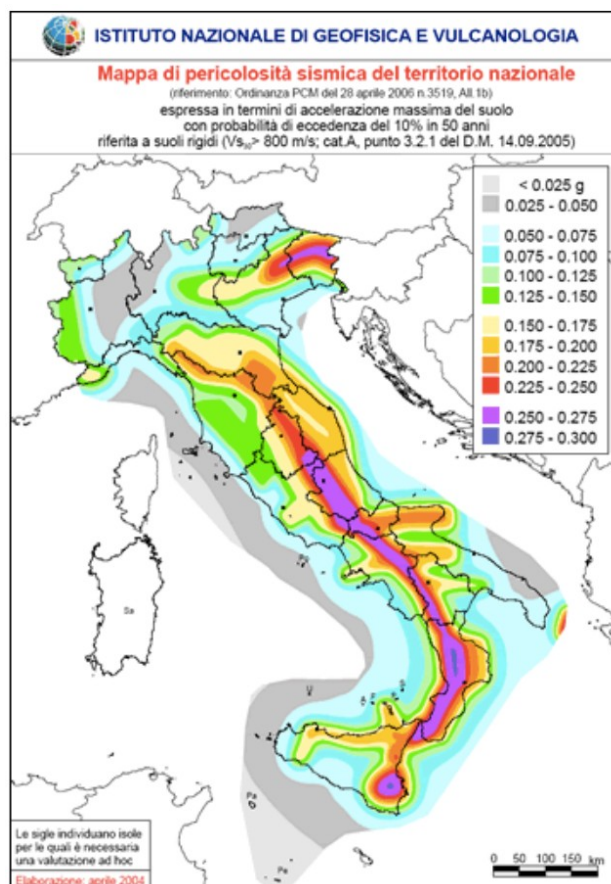 ISTITUTO NAZIONALE DI GEOFISICA E VULCANOLOGIA
Mappa di pericolosità sismica del territorio nazionale
(riferimento: Ordinanza PCM del 28 aprile 2006 n.3519, All.1b)
espressa in termini di accelerazione massima del suolo
con probabilità di eccedenza del 10% in 50 anni
riferita a suoli rigidi (Vs₃₀> 800 m/s; cat.A, punto 3.2.1 del D.M. 14.09.2005)
< 0.025 g
0.025 - 0.050
0.050 - 0.075
0.075 - 0.100
0.100 - 0.125
0.125 - 0.150
0.150 - 0.175
0.175 - 0.200
0.200 - 0.225
0.225 - 0.250
0.250 - 0.275
0.275 - 0.300
Sa
U
Pa
Pe
Le sigle individuano isole
per le quali è necessaria
una valutazione ad hoc
Elaborazione: aprile 2004
0 50 100 150
km